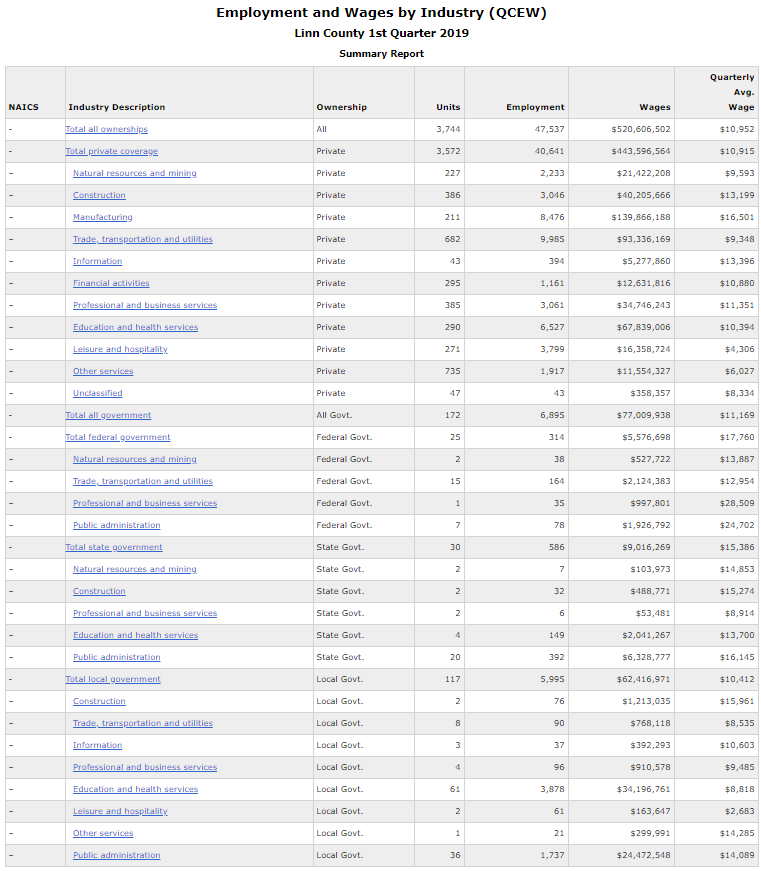 Employment and Wages by Industry (QCEW)
Linn County 1st Quarter 2019
Summary Report
NAICS Industry Description Ownership Units Employment Wages Quarterly Avg. Wage
- Total all ownerships All 3,744 47,537 $520,606,502 $10,952
- Total private coverage Private 3,572 40,641 $443,596,564 $10,915
– Natural resources and mining Private 227 2,233 $21,422,208 $9,593
– Construction Private 386 3,046 $40,205,666 $13,199
– Manufacturing Private 211 8,476 $139,866,188 $16,501
– Trade, transportation and utilities Private 682 9,985 $93,336,169 $9,348
– Information Private 43 394 $5,277,860 $13,396
– Financial activities Private 295 1,161 $12,631,816 $10,880
– Professional and business services Private 385 3,061 $34,746,243 $11,351
– Education and health services Private 290 6,527 $67,839,006 $10,394
– Leisure and hospitality Private 271 3,799 $16,358,724 $4,306
– Other services Private 735 1,917 $11,554,327 $6,027
– Unclassified Private 47 43 $358,357 $8,334
- Total all government All Govt. 172 6,895 $77,009,938 $11,169
- Total federal government Federal Govt. 25 314 $5,576,698 $17,760
– Natural resources and mining Federal Govt. 2 38 $527,722 $13,887
– Trade, transportation and utilities Federal Govt. 15 164 $2,124,383 $12,954
– Professional and business services Federal Govt. 1 35 $997,801 $28,509
– Public administration Federal Govt. 7 78 $1,926,792 $24,702
- Total state government State Govt. 30 586 $9,016,269 $15,386
– Natural resources and mining State Govt. 2 7 $103,973 $14,853
– Construction State Govt. 2 32 $488,771 $15,274
– Professional and business services State Govt. 2 6 $53,481 $8,914
– Education and health services State Govt. 4 149 $2,041,267 $13,700
– Public administration State Govt. 20 392 $6,328,777 $16,145
- Total local government Local Govt. 117 5,995 $62,416,971 $10,412
– Construction Local Govt. 2 76 $1,213,035 $15,961
– Trade, transportation and utilities Local Govt. 8 90 $768,118 $8,535
– Information Local Govt. 3 37 $392,293 $10,603
– Professional and business services Local Govt. 4 96 $910,578 $9,485
– Education and health services Local Govt. 61 3,878 $34,196,761 $8,818
– Leisure and hospitality Local Govt. 2 61 $163,647 $2,683
– Other services Local Govt. 1 21 $299,991 $14,285
– Public administration Local Govt. 36 1,737 $24,472,548 $14,089